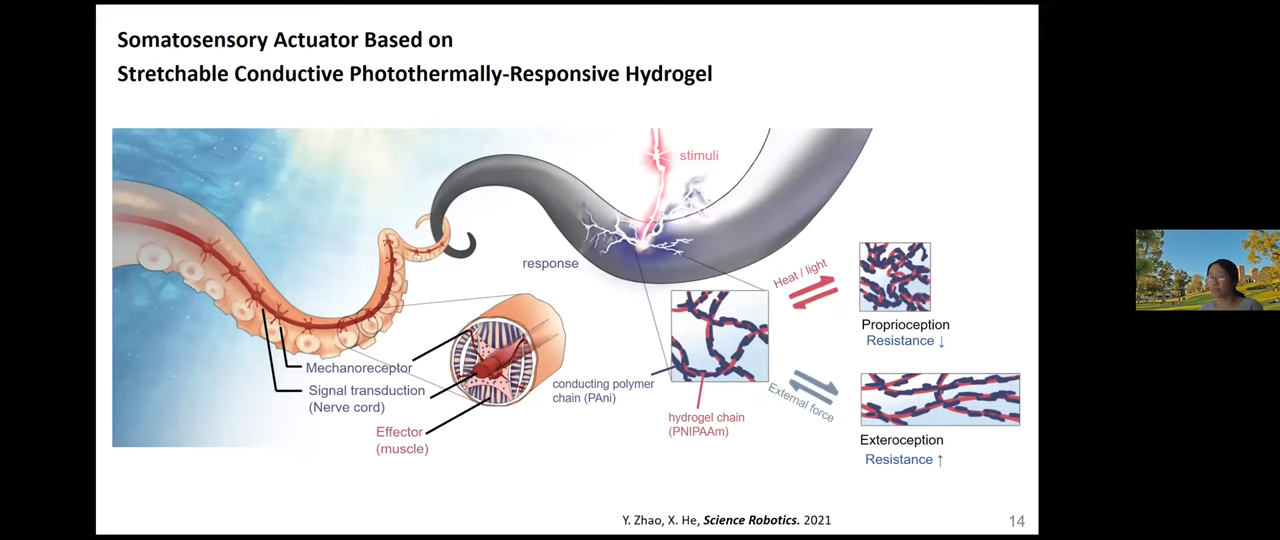 Somatosensory Actuator Based on
Stretchable Conductive Photothermally-Responsive Hydrogel
stimuli
response
Heat / light
Proprioception
Resistance ↓
Mechanoreceptor
Signal transduction
(Nerve cord)
Effector
(muscle)
conducting polymer
chain (PAni)
hydrogel chain
(PNIPAAm)
External force
Exteroception
Resistance ↑
Y. Zhao, X. He, Science Robotics. 2021
14